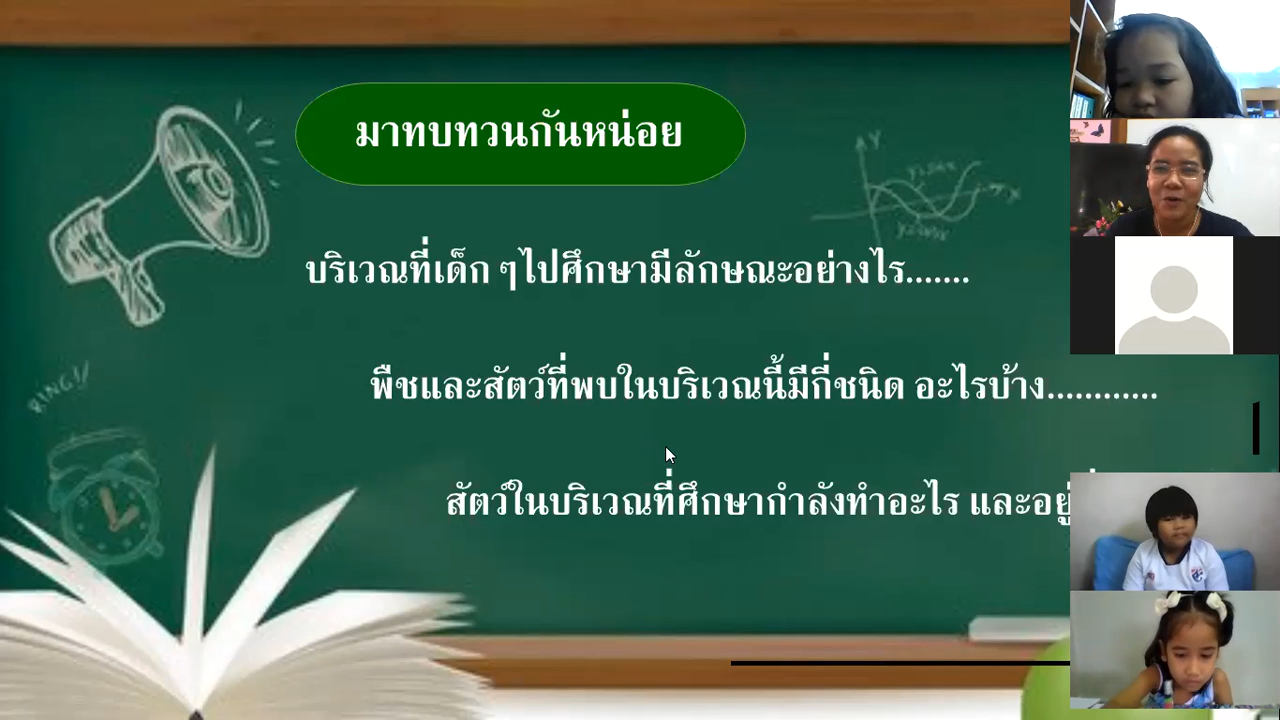 มาทบทวนกันหน่อย
บริเวณที่เด็ก ๆไปศึกษามีลักษณะอย่างไร.......
พืชและสัตว์ที่พบในบริเวณนี้มีกี่ชนิด อะไรบ้าง............
สัตว์ในบริเวณที่ศึกษากำลังทำอะไร และอยู่
RING!!
Y
X